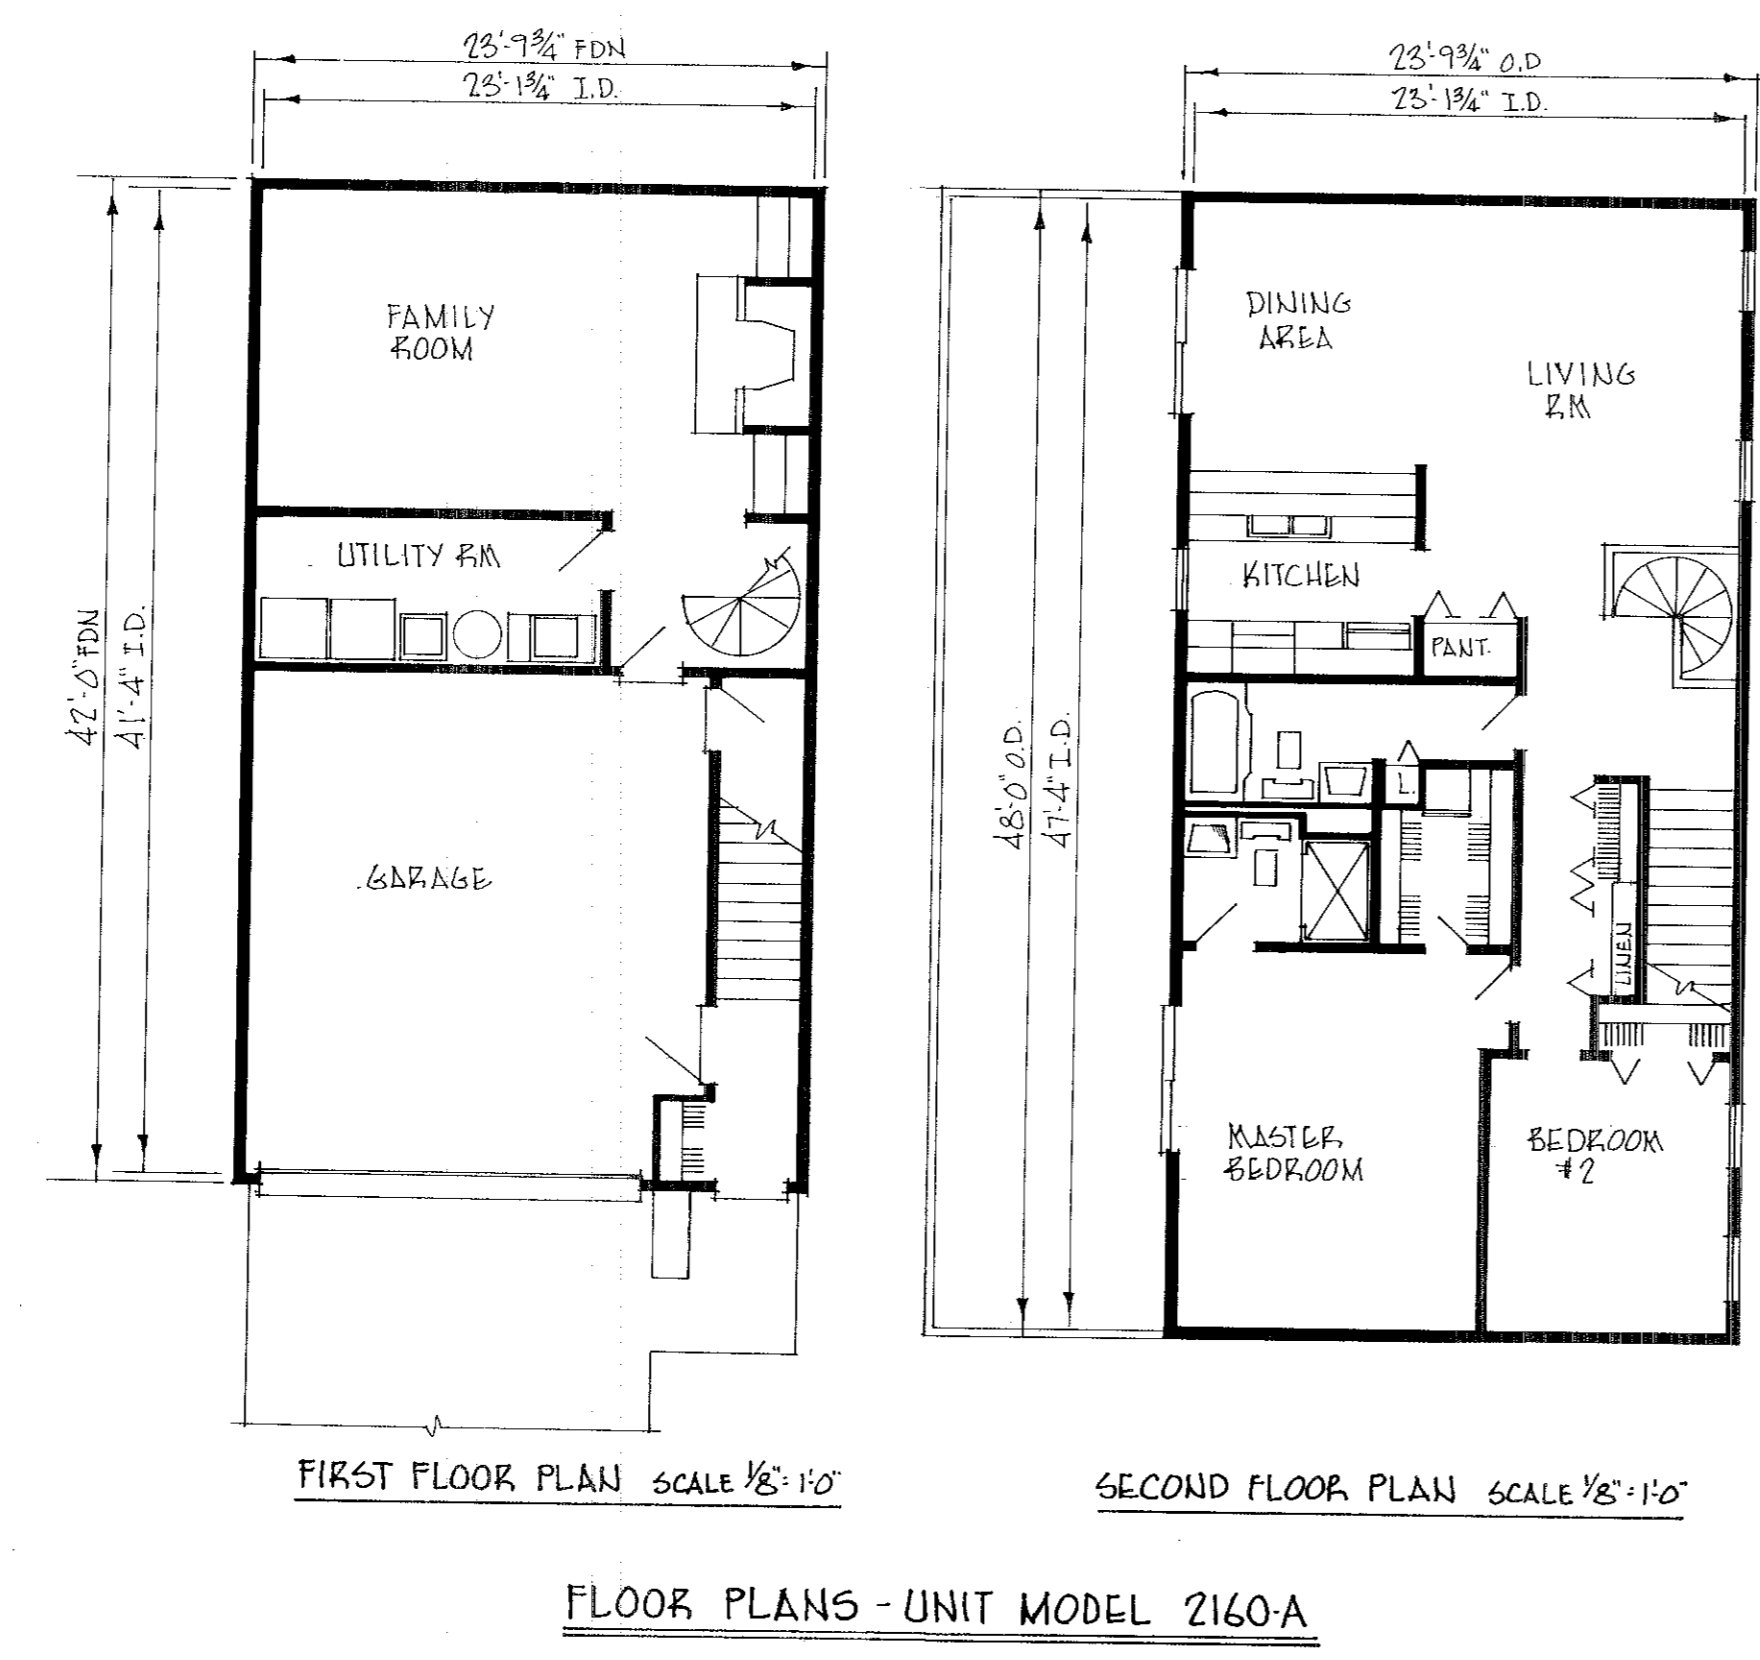 23'-9¾" FDN
23'-1¾" I.D.
42'-0" FDN
41'-4" I.D.
FAMILY
ROOM
UTILITY RM
GARAGE
FIRST FLOOR PLAN SCALE ⅛"=1'-0"
23'-9¾" O.D
23'-1¾" I.D.
48'-0" O.D.
47'-4" I.D.
DINING
AREA
LIVING
RM
KITCHEN
PANT.
L.
LINEN
MASTER
BEDROOM
BEDROOM
#2
SECOND FLOOR PLAN SCALE ⅛"=1'-0"
FLOOR PLANS - UNIT MODEL 2160-A